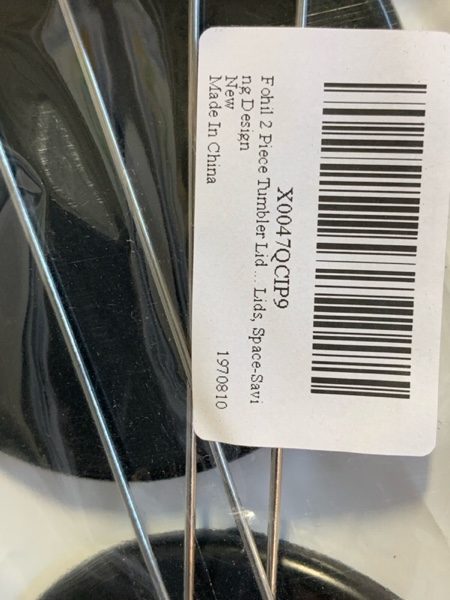 X0047QCIP9
Fohil 2 Piece Tumbler Lid ... Lids, Space-Savi
ng Design
New
Made In China
1970810